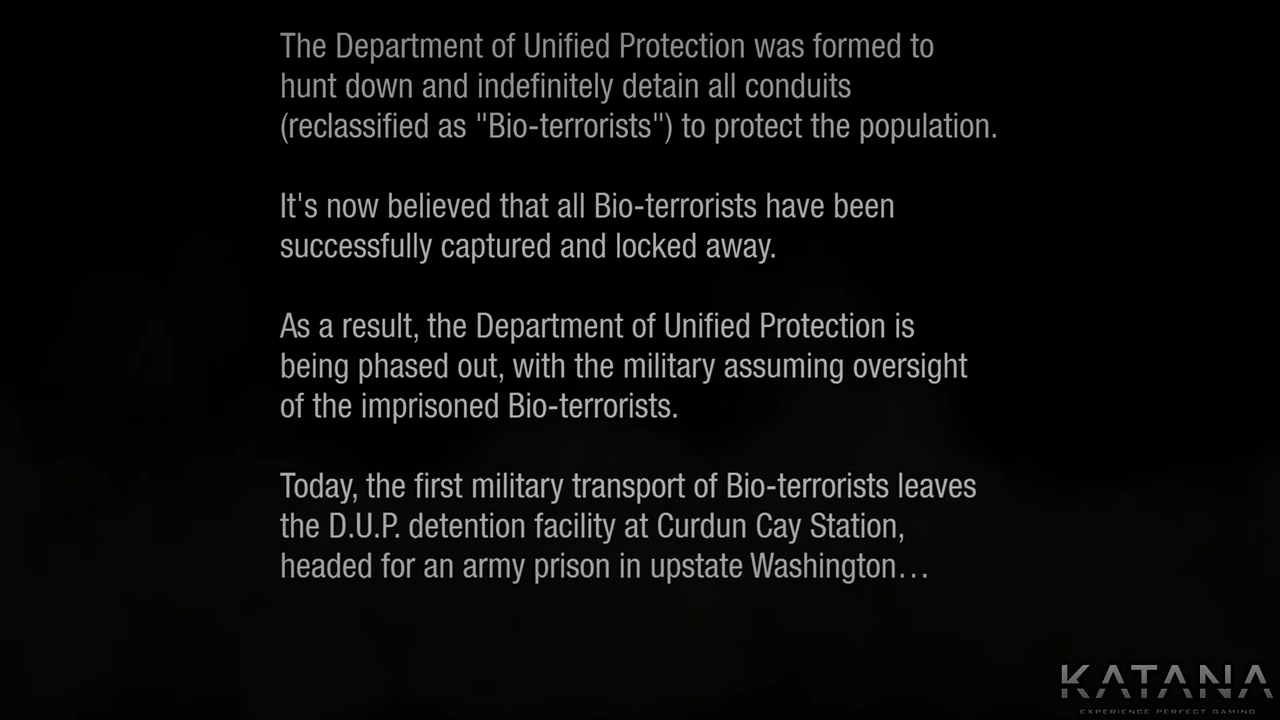 The Department of Unified Protection was formed to
hunt down and indefinitely detain all conduits
(reclassified as "Bio-terrorists") to protect the population.
It's now believed that all Bio-terrorists have been
successfully captured and locked away.
As a result, the Department of Unified Protection is
being phased out, with the military assuming oversight
of the imprisoned Bio-terrorists.
Today, the first military transport of Bio-terrorists leaves
the D.U.P. detention facility at Curdun Cay Station,
headed for an army prison in upstate Washington…
KATANA
EXPERIENCE PERFECT GAMING